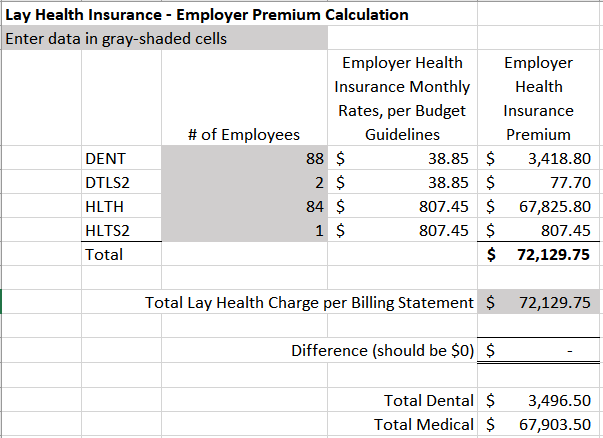 Lay Health Insurance - Employer Premium Calculation
Enter data in gray-shaded cells
# of Employees Employer Health Insurance Monthly Rates, per Budget Guidelines Employer Health Insurance Premium
DENT 88 $ 38.85 $ 3,418.80
DTLS2 2 $ 38.85 $ 77.70
HLTH 84 $ 807.45 $ 67,825.80
HLTS2 1 $ 807.45 $ 807.45
Total $ 72,129.75
Total Lay Health Charge per Billing Statement $ 72,129.75
Difference (should be $0) $ -
Total Dental $ 3,496.50
Total Medical $ 67,903.50